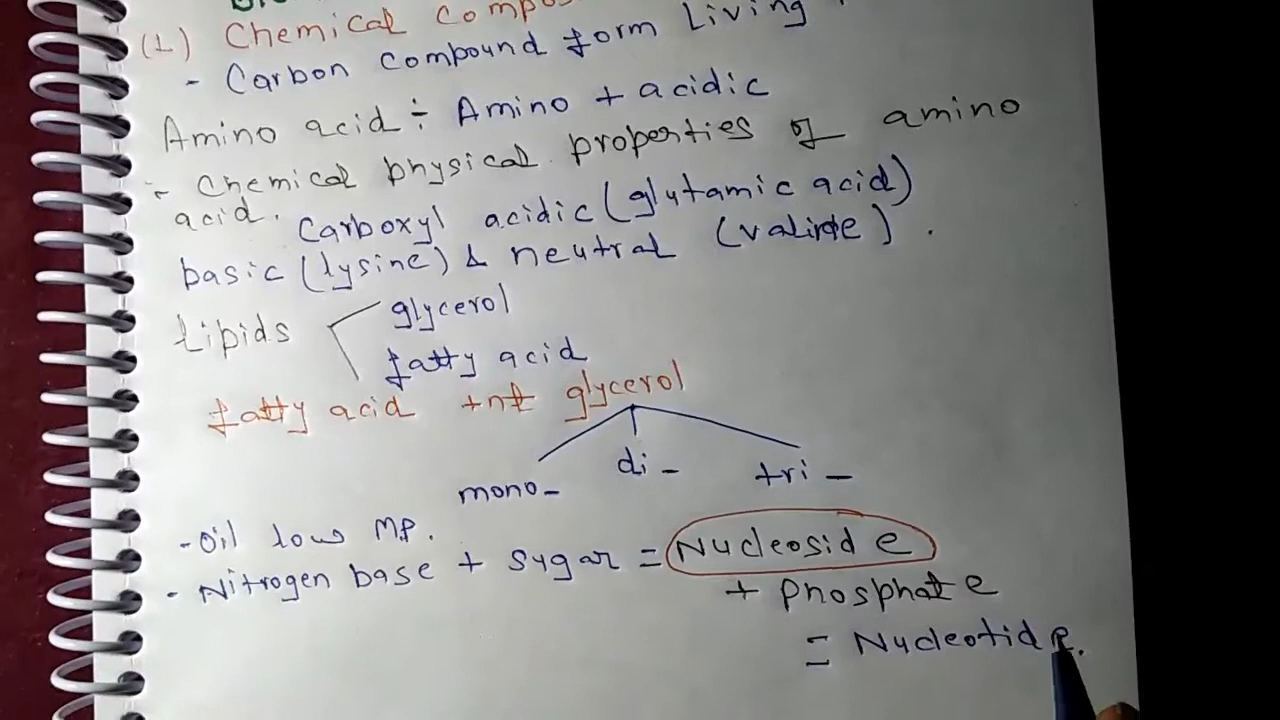 (1) Chemical Compos
- Carbon compound form Living
Amino acid ÷ Amino + acidic
- Chemical physical properties of amino
acid. Carboxyl acidic (glutamic acid)
basic (lysine) & neutral (valine).
Lipids glycerol
fatty acid
fatty acid glycerol
mono- di- tri-
- Oil low MP.
- Nitrogen base + sugar = Nucleoside
+ phosphate
= Nucleotide.